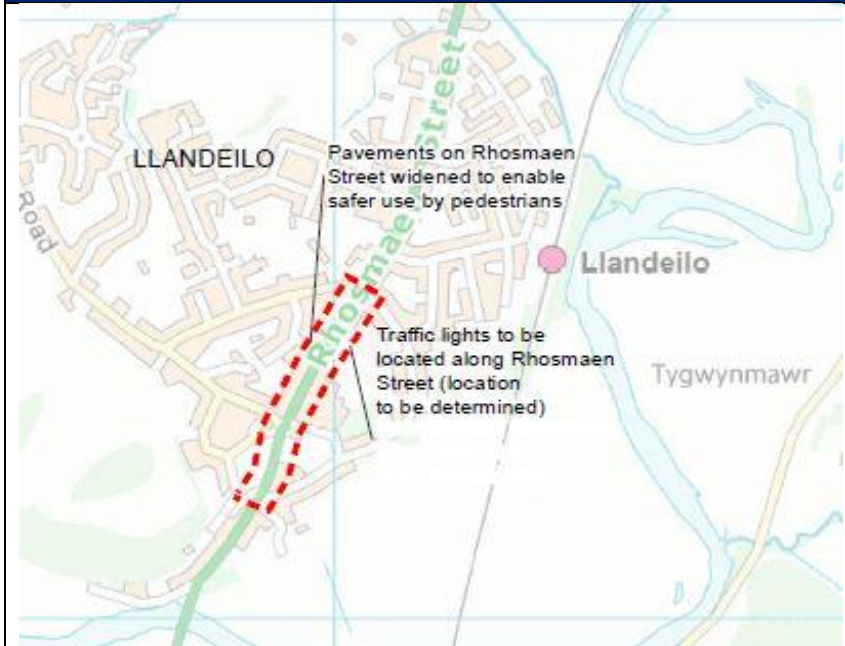 Rhosmaen Street
LLANDEILO
Pavements on Rhosmaen
Street widened to enable
safer use by pedestrians
Road
Llandeilo
Rhosmaen
Traffic lights to be
located along Rhosmaen
Street (location
to be determined)
Tygwynmawr